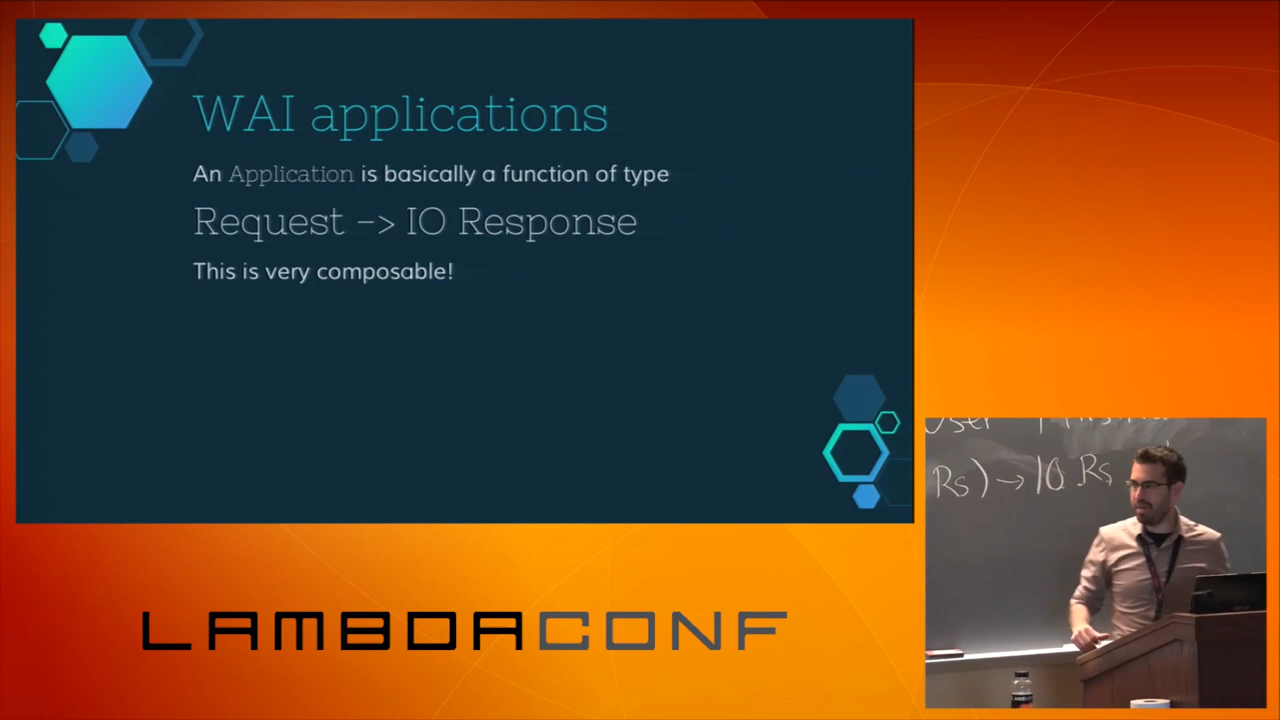 WAI applications
An Application is basically a function of type
Request -> IO Response
This is very composable!
User
Rs) → IO Rs
LAMBDACONF